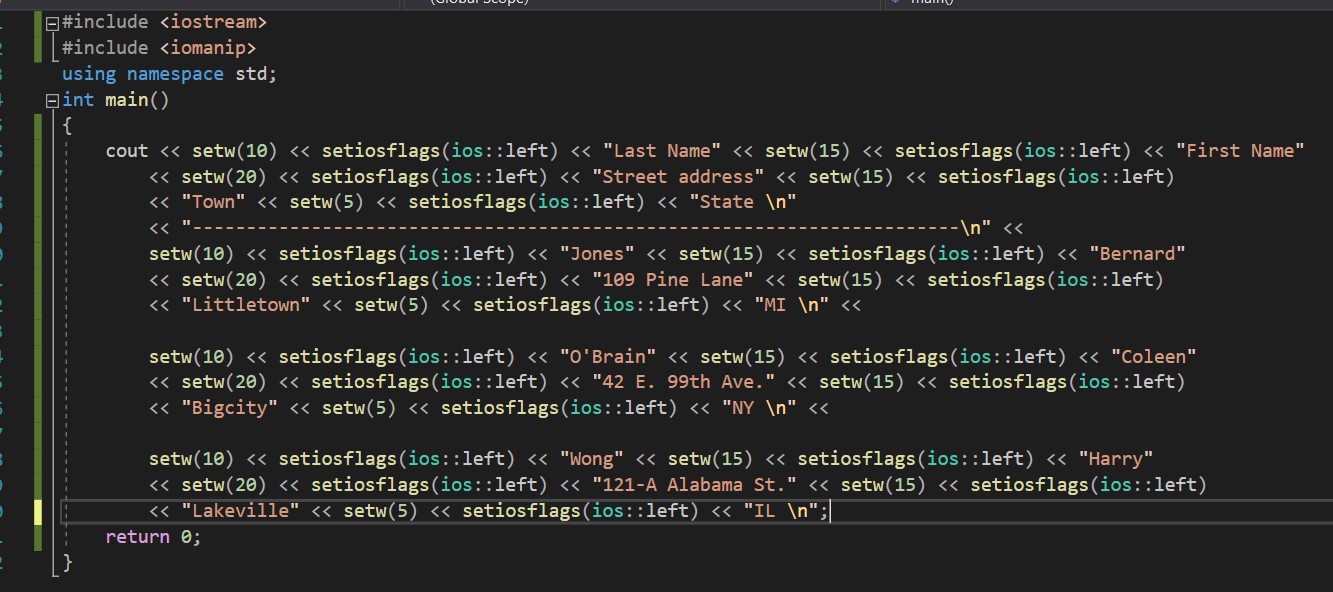 #include <iostream>
#include <iomanip>
using namespace std;
int main()
{
cout << setw(10) << setiosflags(ios::left) << "Last Name" << setw(15) << setiosflags(ios::left) << "First Name"
<< setw(20) << setiosflags(ios::left) << "Street address" << setw(15) << setiosflags(ios::left)
<< "Town" << setw(5) << setiosflags(ios::left) << "State \n"
<< "-----------------------------------------------------------------------\n" <<
setw(10) << setiosflags(ios::left) << "Jones" << setw(15) << setiosflags(ios::left) << "Bernard"
<< setw(20) << setiosflags(ios::left) << "109 Pine Lane" << setw(15) << setiosflags(ios::left)
<< "Littletown" << setw(5) << setiosflags(ios::left) << "MI \n" <<
setw(10) << setiosflags(ios::left) << "O'Brain" << setw(15) << setiosflags(ios::left) << "Coleen"
<< setw(20) << setiosflags(ios::left) << "42 E. 99th Ave." << setw(15) << setiosflags(ios::left)
<< "Bigcity" << setw(5) << setiosflags(ios::left) << "NY \n" <<
setw(10) << setiosflags(ios::left) << "Wong" << setw(15) << setiosflags(ios::left) << "Harry"
<< setw(20) << setiosflags(ios::left) << "121-A Alabama St." << setw(15) << setiosflags(ios::left)
<< "Lakeville" << setw(5) << setiosflags(ios::left) << "IL \n";
return 0;
}